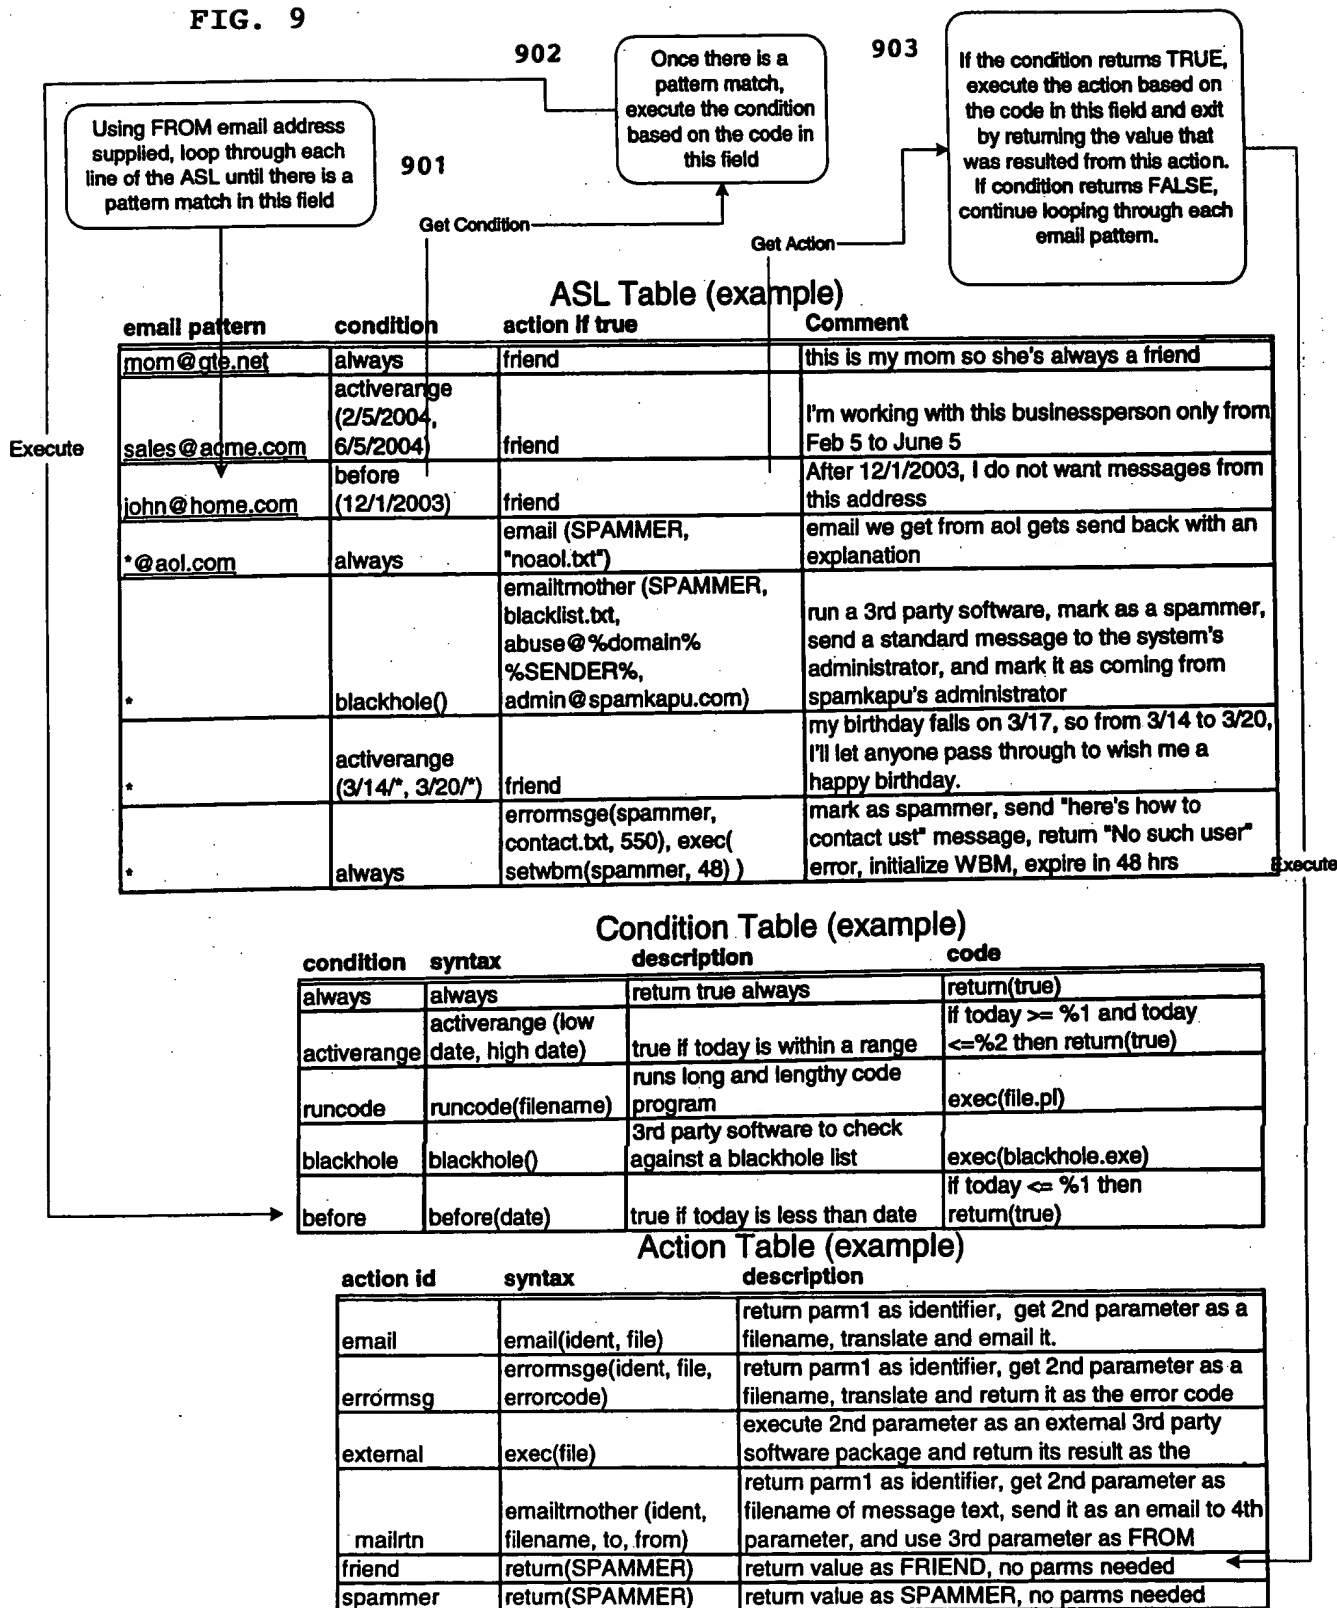 FIG. 9
902
903
Once there is a
pattern match,
execute the condition
based on the code in
this field
If the condition returns TRUE,
execute the action based on
the code in this field and exit
by returning the value that
was resulted from this action.
If condition returns FALSE,
continue looping through each
email pattern.
Using FROM email address
supplied, loop through each
line of the ASL until there is a
pattern match in this field
901
Get Condition
Get Action
ASL Table (example)
email pattern condition action if true Comment
mom@gte.net always friend this is my mom so she's always a friend
activerange
(2/5/2004,
6/5/2004)
sales@acme.com
friend
I'm working with this businessperson only from
Feb 5 to June 5
Execute
john@home.com
before
(12/1/2003)
friend
After 12/1/2003, I do not want messages from
this address
*@aol.com
always
email (SPAMMER,
"noaol.txt")
email we get from aol gets send back with an
explanation
*
blackhole()
emailtmother (SPAMMER,
blacklist.txt,
abuse@%domain%
%SENDER%,
admin@spamkapu.com)
run a 3rd party software, mark as a spammer,
send a standard message to the system's
administrator, and mark it as coming from
spamkapu's administrator
*
activerange
(3/14/*, 3/20/*)
friend
my birthday falls on 3/17, so from 3/14 to 3/20,
I'll let anyone pass through to wish me a
happy birthday.
*
always
errormsge(spammer,
contact.txt, 550), exec(
setwbm(spammer, 48) )
mark as spammer, send "here's how to
contact ust" message, return "No such user"
error, initialize WBM, expire in 48 hrs
Execute
Condition Table (example)
condition syntax description code
always always return true always return(true)
activerange
activerange (low
date, high date)
true if today is within a range
if today >= %1 and today
<=%2 then return(true)
runcode
runcode(filename)
runs long and lengthy code
program
exec(file.pl)
blackhole
blackhole()
3rd party software to check
against a blackhole list
exec(blackhole.exe)
before
before(date)
true if today is less than date
if today <= %1 then
return(true)
Action Table (example)
action id syntax description
email
email(ident, file)
return parm1 as identifier, get 2nd parameter as a
filename, translate and email it.
errormsg
errormsge(ident, file,
errorcode)
return parm1 as identifier, get 2nd parameter as a
filename, translate and return it as the error code
external
exec(file)
execute 2nd parameter as an external 3rd party
software package and return its result as the
mailrtn
emailtmother (ident,
filename, to, from)
return parm1 as identifier, get 2nd parameter as
filename of message text, send it as an email to 4th
parameter, and use 3rd parameter as FROM
friend return(SPAMMER) return value as FRIEND, no parms needed
spammer return(SPAMMER) return value as SPAMMER, no parms needed